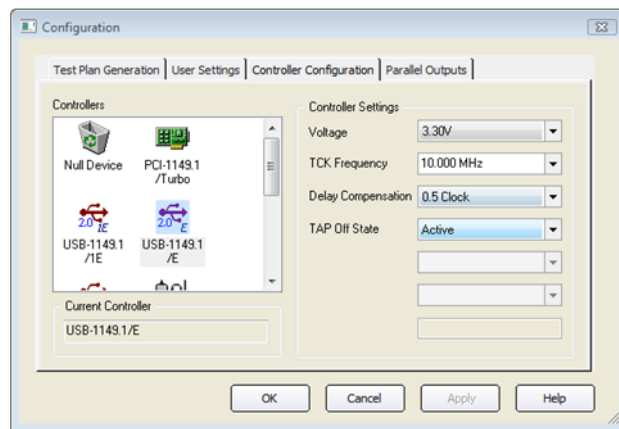 Configuration
Test Plan Generation
User Settings
Controller Configuration
Parallel Outputs
Controllers
Null Device
PCI-1149.1
/Turbo
2.0 1E
USB-1149.1
/1E
2.0 E
USB-1149.1
/E
Current Controller
USB-1149.1/E
Controller Settings
Voltage
3.30V
TCK Frequency
10.000 MHz
Delay Compensation
0.5 Clock
TAP Off State
Active
OK
Cancel
Apply
Help